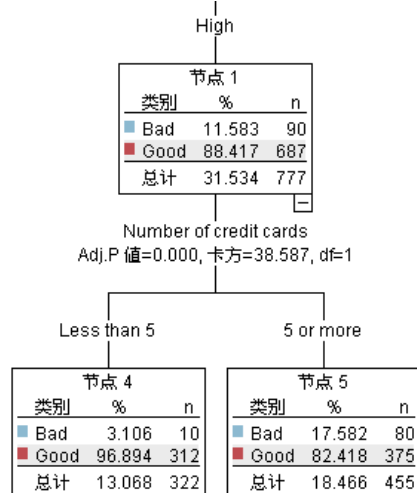 High
节点 1
类别 % n
Bad 11.583 90
Good 88.417 687
总计 31.534 777
Number of credit cards
Adj.P 值=0.000, 卡方=38.587, df=1
Less than 5
5 or more
节点 4
类别 % n
Bad 3.106 10
Good 96.894 312
总计 13.068 322
节点 5
类别 % n
Bad 17.582 80
Good 82.418 375
总计 18.466 455